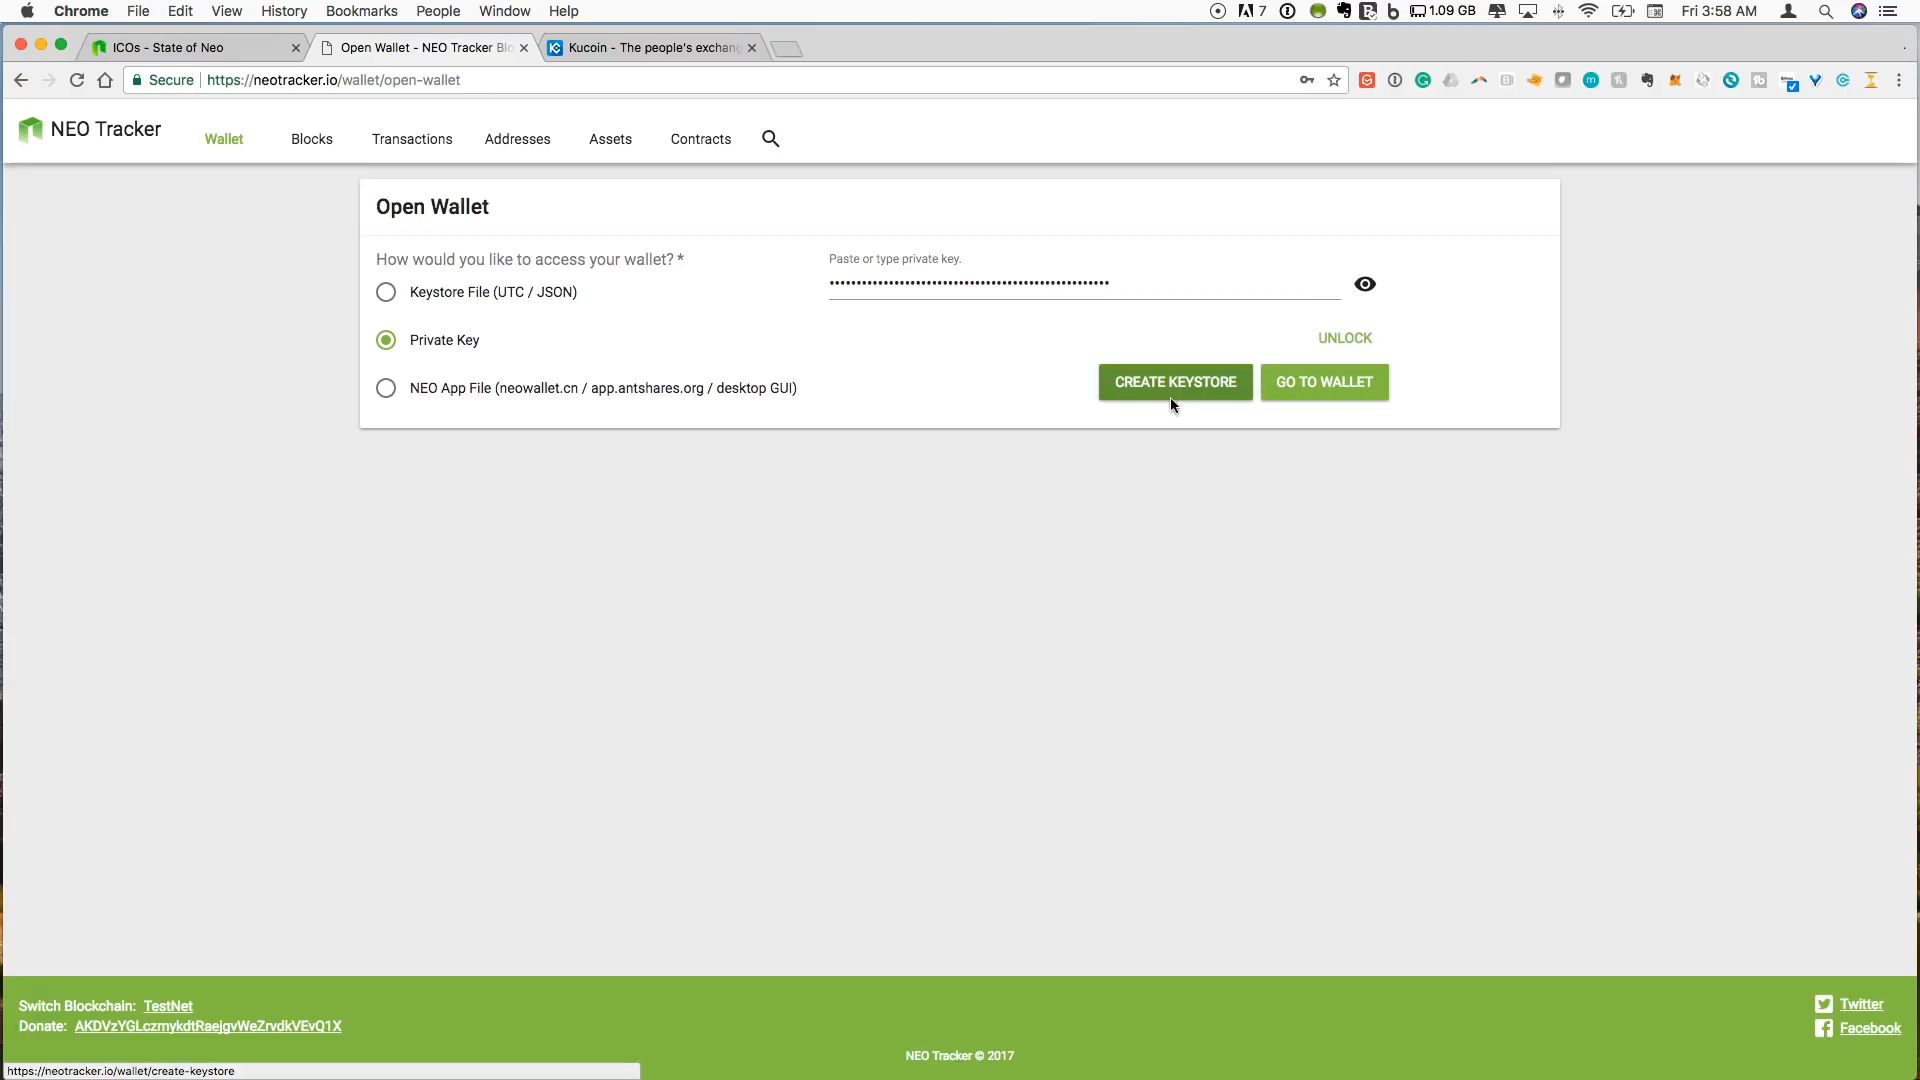 Chrome File Edit View History Bookmarks People Window Help 7 1.09 GB Fri 3:58 AM
ICOs - State of Neo
Open Wallet - NEO Tracker Blo
Kucoin - The people's exchang
Secure https://neotracker.io/wallet/open-wallet
NEO Tracker Wallet Blocks Transactions Addresses Assets Contracts
Open Wallet
How would you like to access your wallet? *
Paste or type private key.
Keystore File (UTC / JSON)
••••••••••••••••••••••••••••••••••••••••••••••••••••
Private Key
UNLOCK
NEO App File (neowallet.cn / app.antshares.org / desktop GUI)
CREATE KEYSTORE GO TO WALLET
Switch Blockchain: TestNet
Donate: AKDVzYGLczmykdtRaejgvWeZrvdkVEvQ1X
Twitter
Facebook
NEO Tracker © 2017
https://neotracker.io/wallet/create-keystore